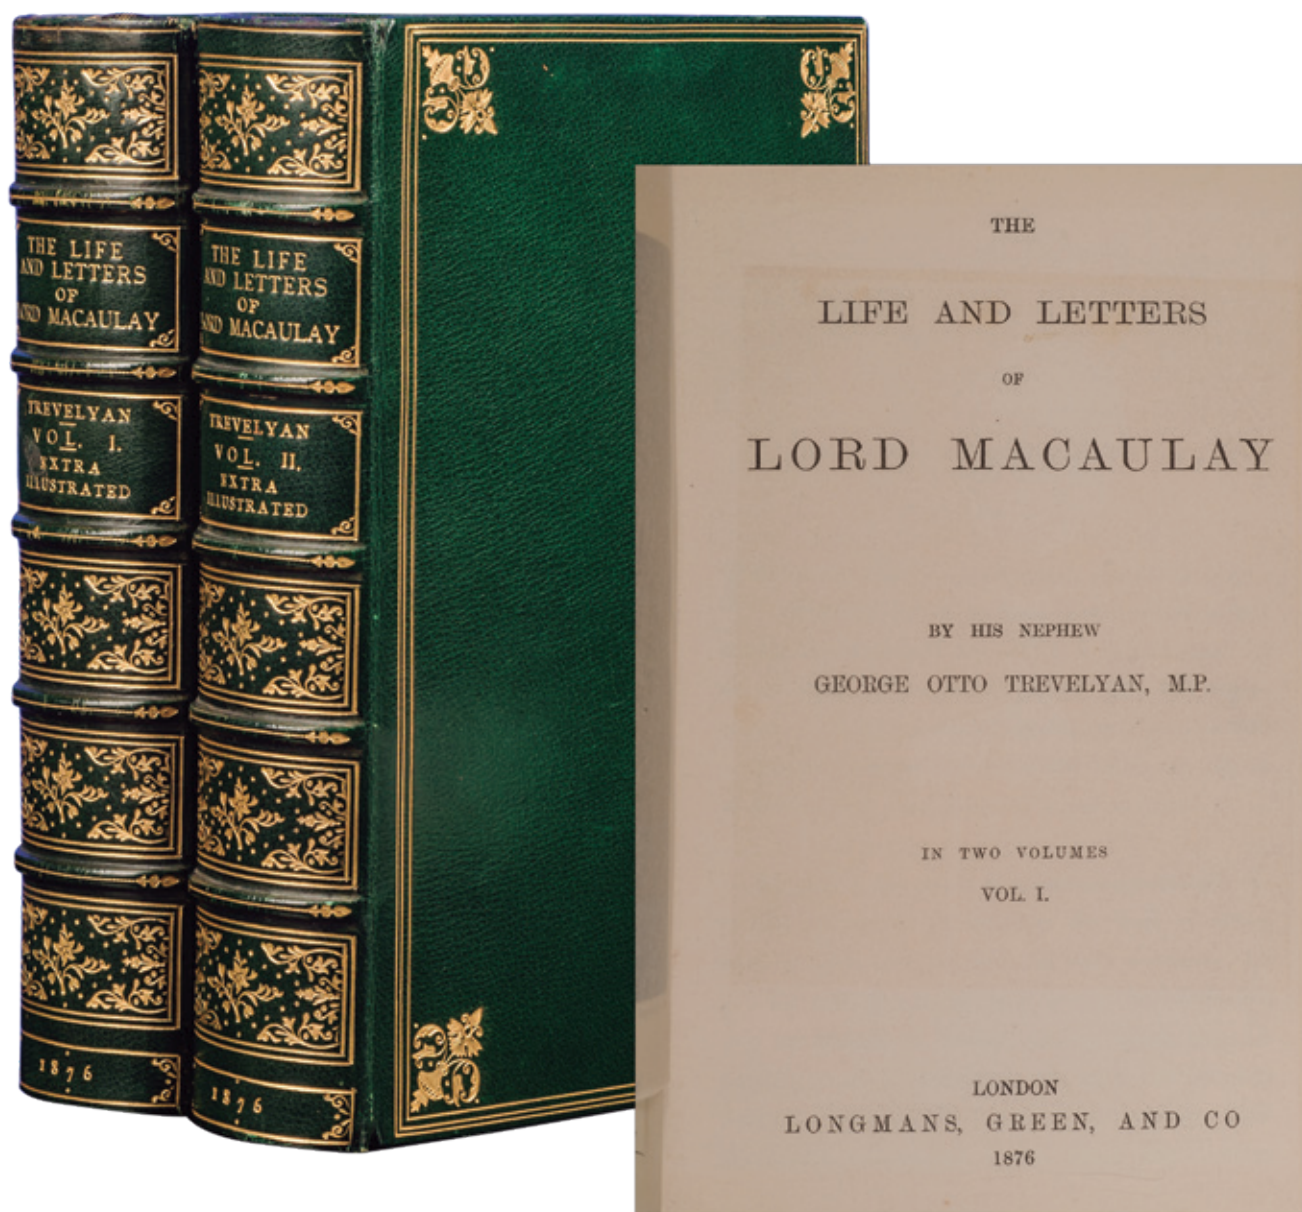 THE LIFE
AND LETTERS
OF
LORD MACAULAY
TREVELYAN
VOL. I.
EXTRA
ILLUSTRATED
1876
THE LIFE
AND LETTERS
OF
LORD MACAULAY
TREVELYAN
VOL. II.
EXTRA
ILLUSTRATED
1876
THE
LIFE AND LETTERS
OF
LORD MACAULAY
BY HIS NEPHEW
GEORGE OTTO TREVELYAN, M.P.
IN TWO VOLUMES
VOL. I.
LONDON
LONGMANS, GREEN, AND CO
1876